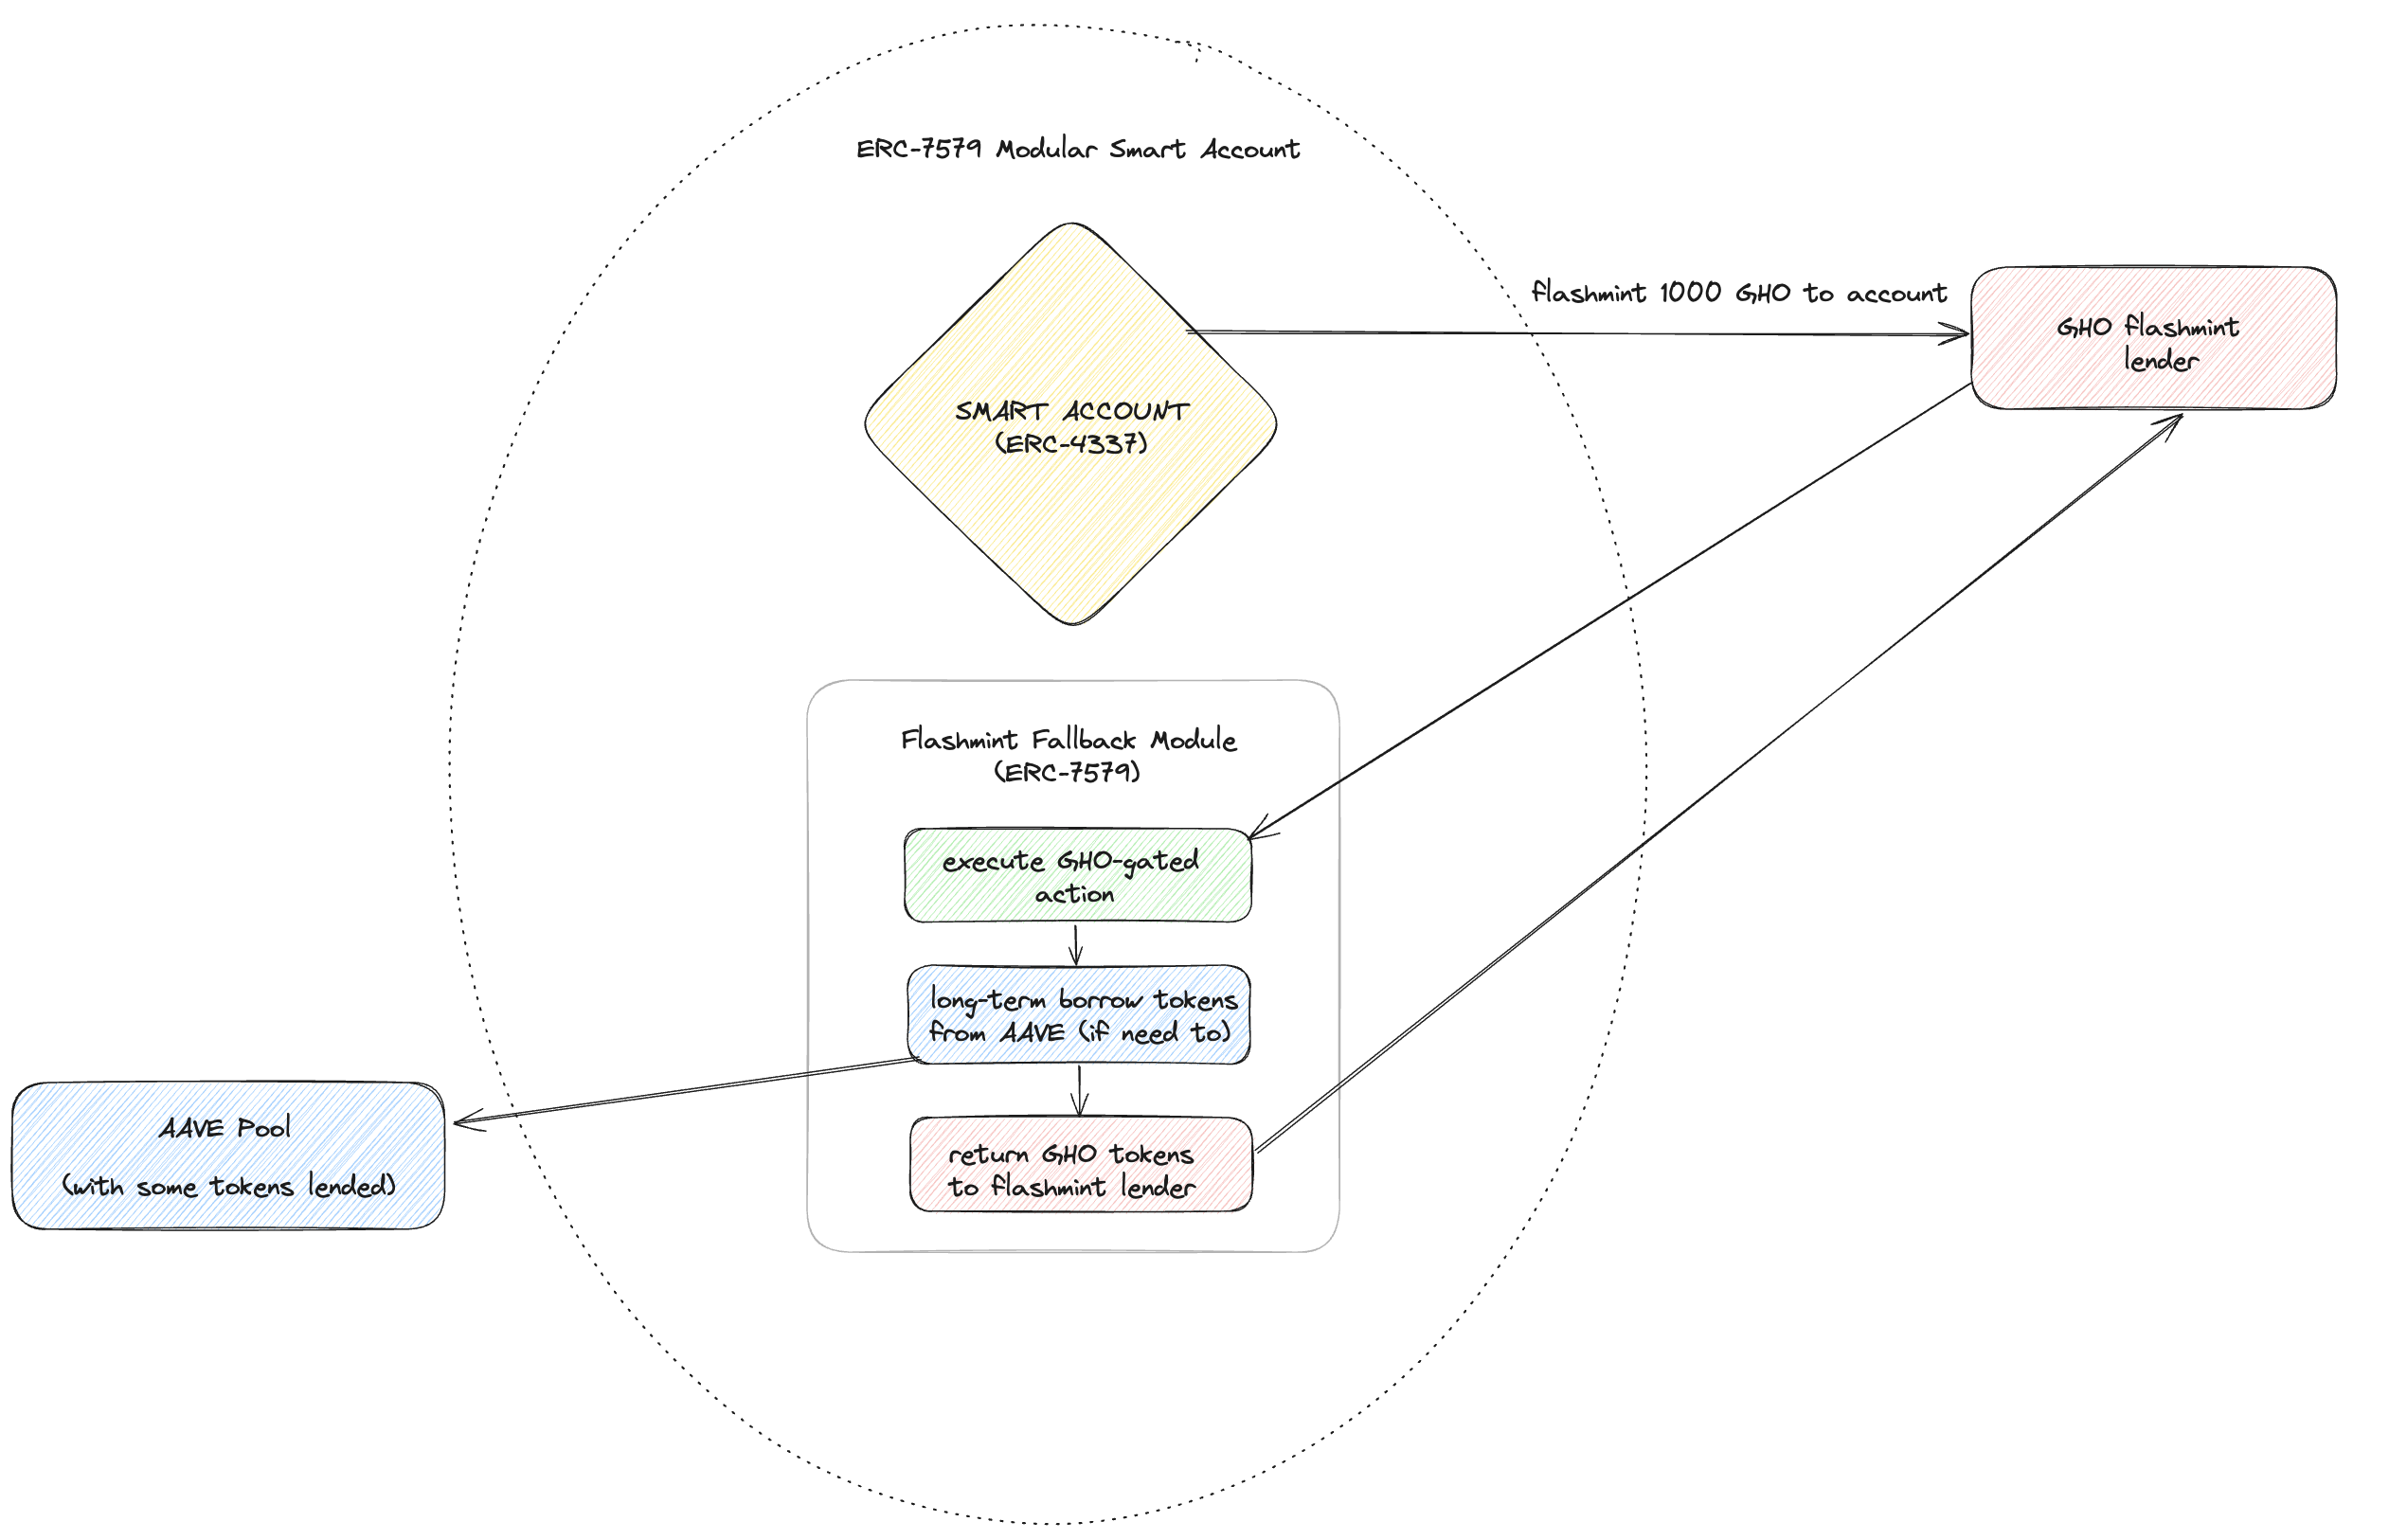 ERC-7579 Modular Smart Account
flashmint 1000 GHO to account
GHO flashmint
lender
SMART ACCOUNT
(ERC-4337)
Flashmint Fallback Module
(ERC-7579)
execute GHO-gated
action
long-term borrow tokens
from AAVE (if need to)
return GHO tokens
to flashmint lender
AAVE Pool
(with some tokens lended)